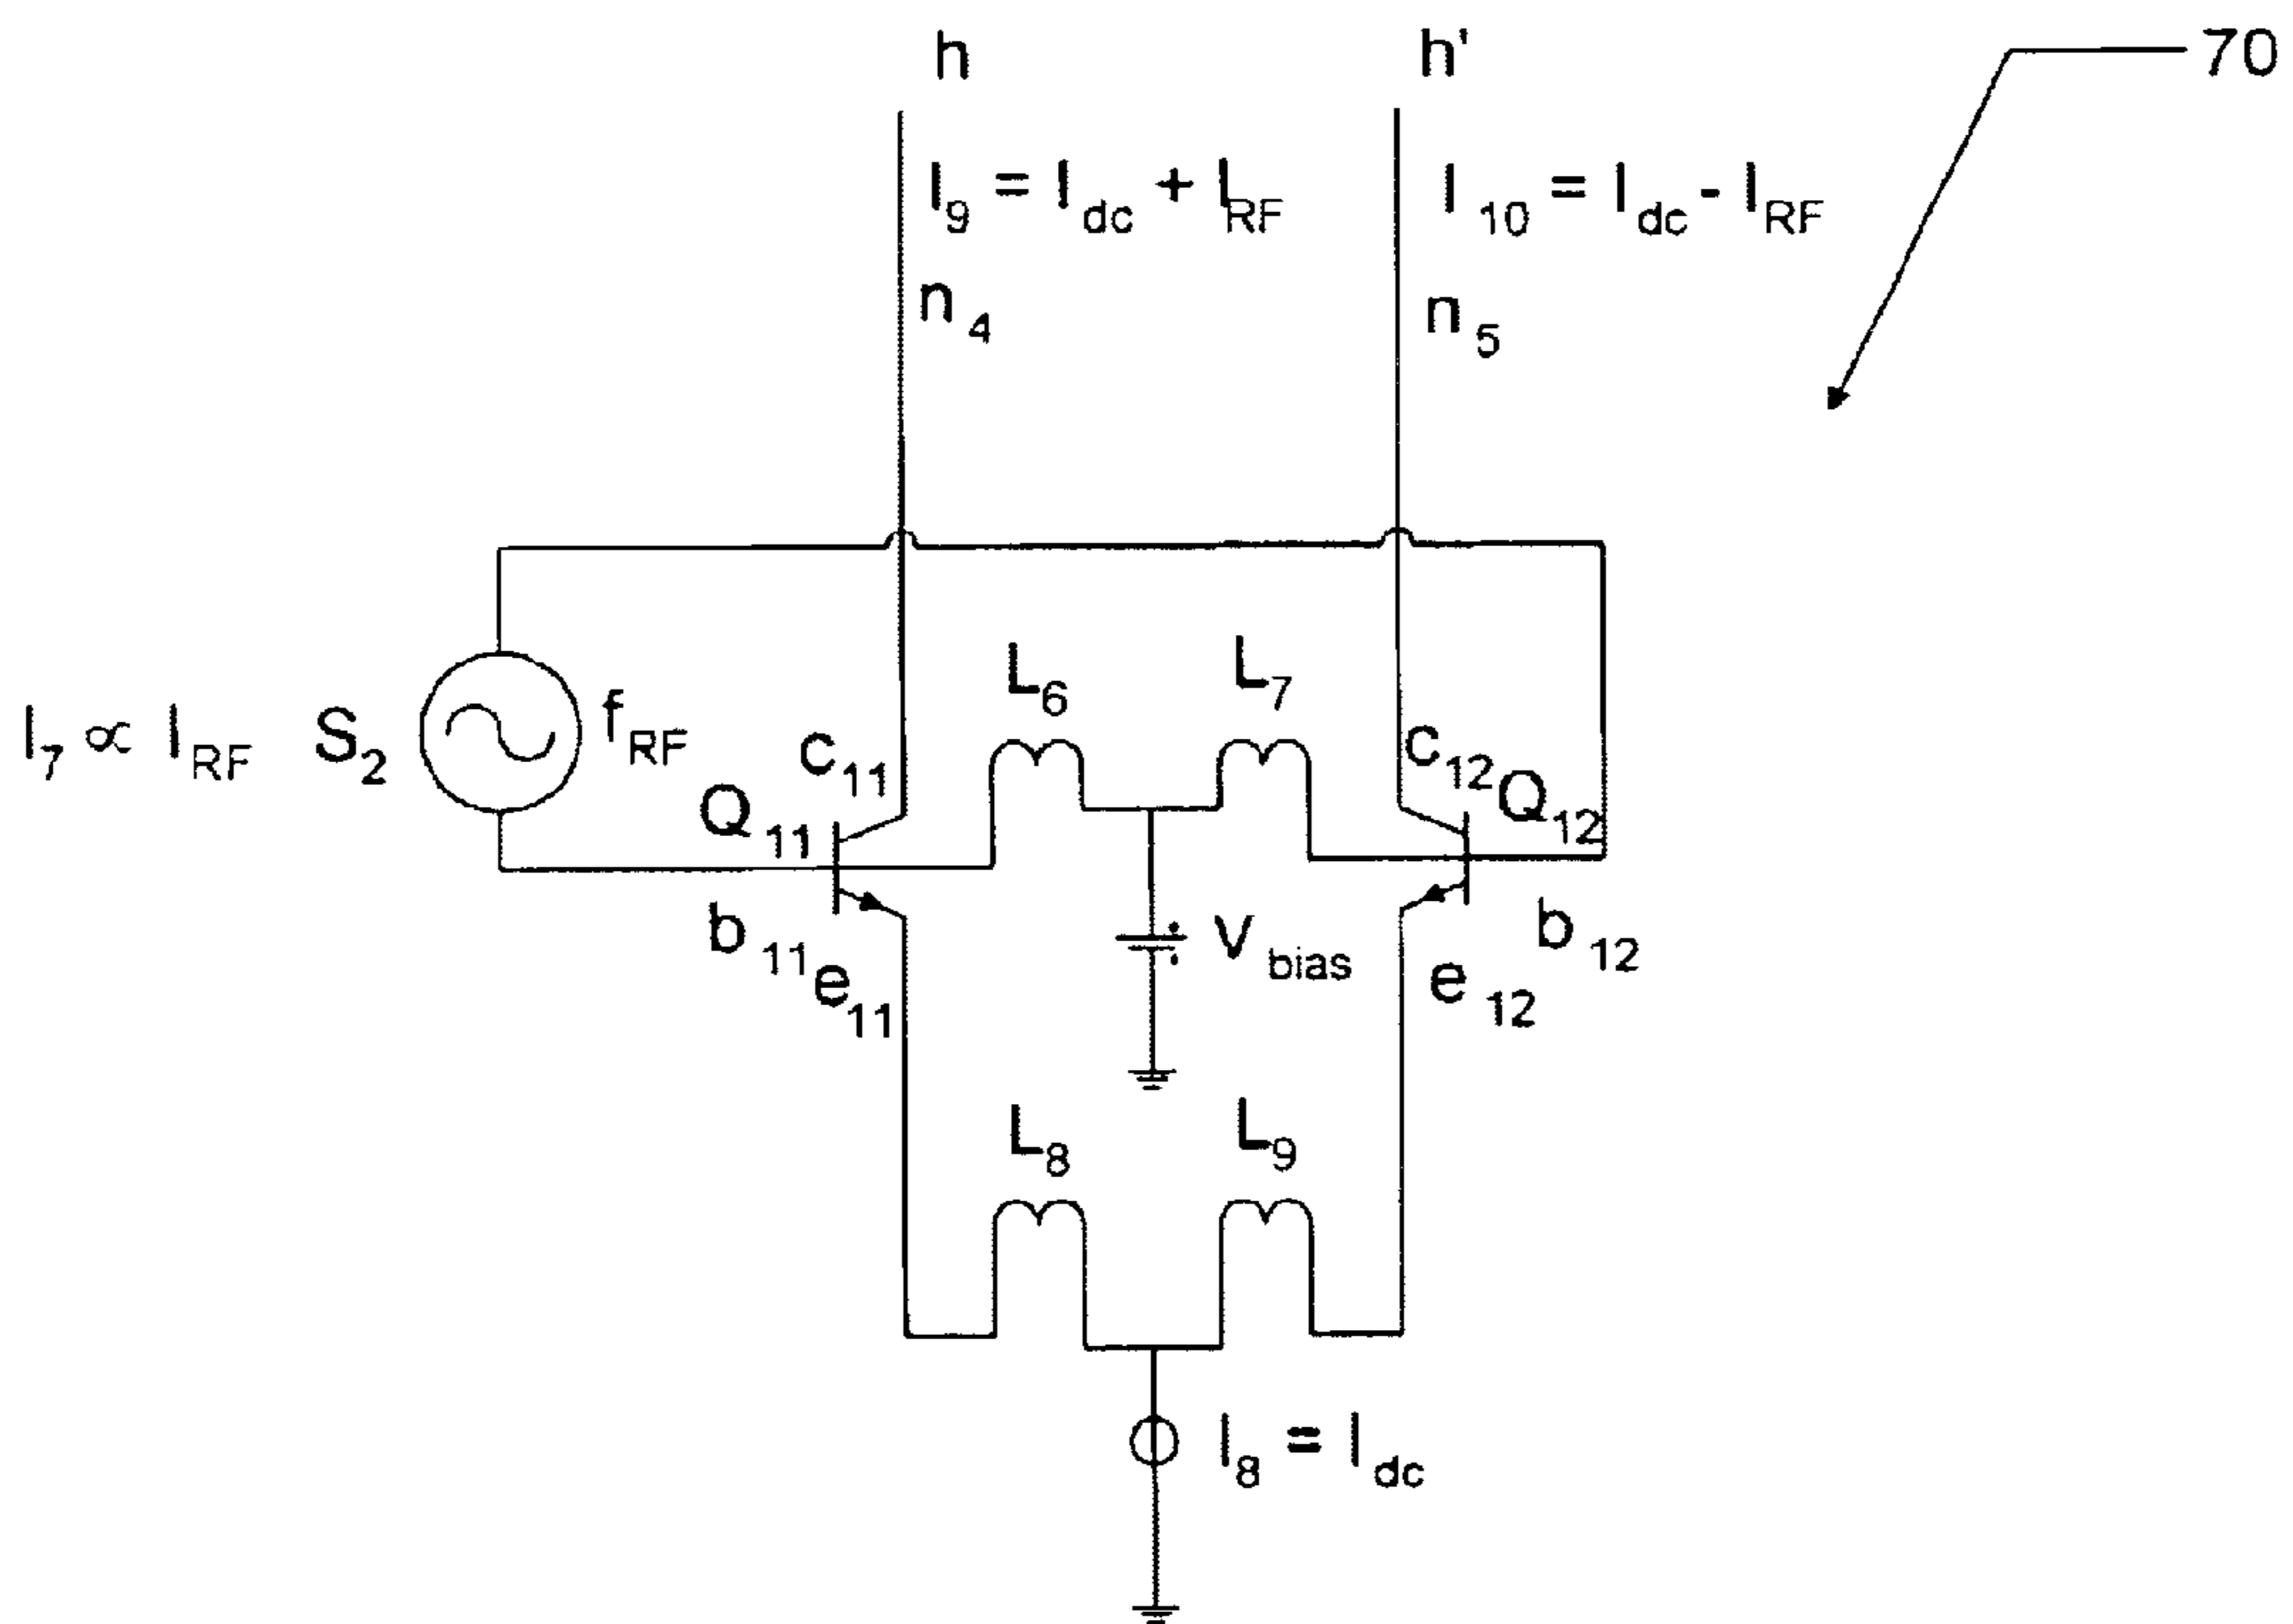 h
h'
70
I9 = Idc + IRF
I10 = Idc - IRF
n4
n5
L6
L7
I7 ∝ IRF
S2
fRF
c11
c12
Q11
Q12
b11
Vbias
b12
e11
e12
L8
L9
I8 = Idc